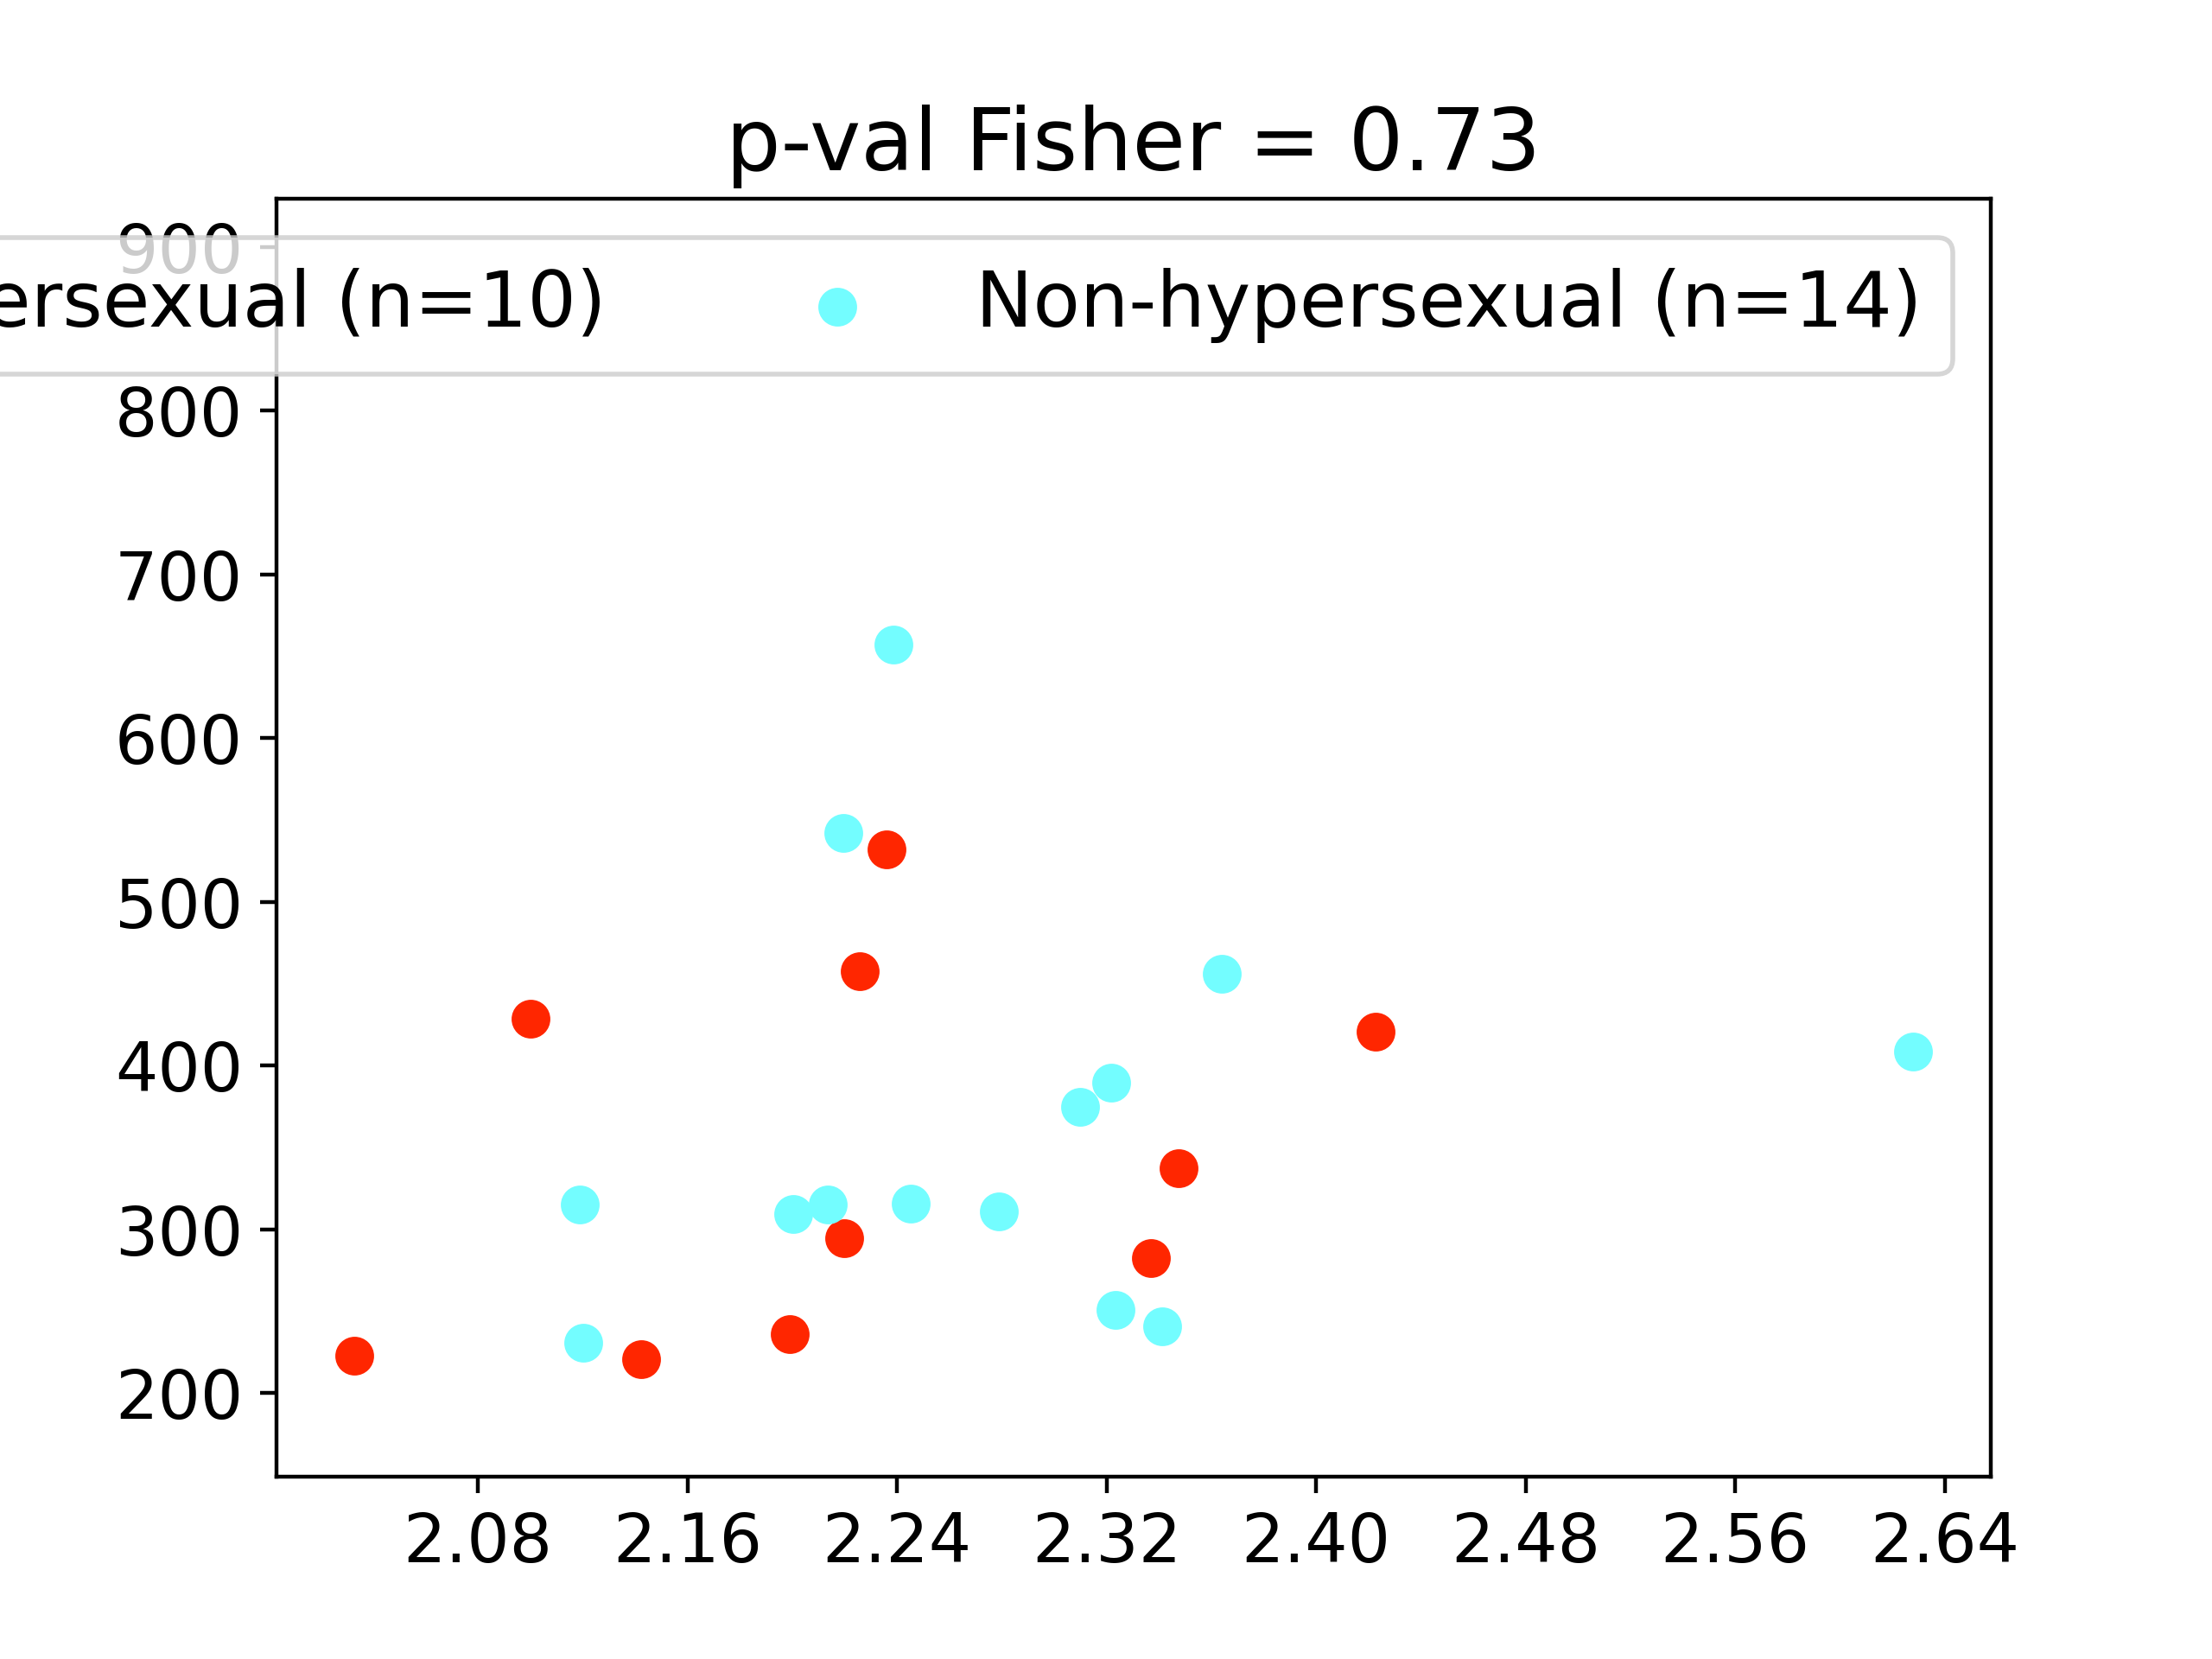 p-val Fisher = 0.73
900
ersexual (n=10) Non-hypersexual (n=14)
800
700
600
500
400
300
200
2.08 2.16 2.24 2.32 2.40 2.48 2.56 2.64